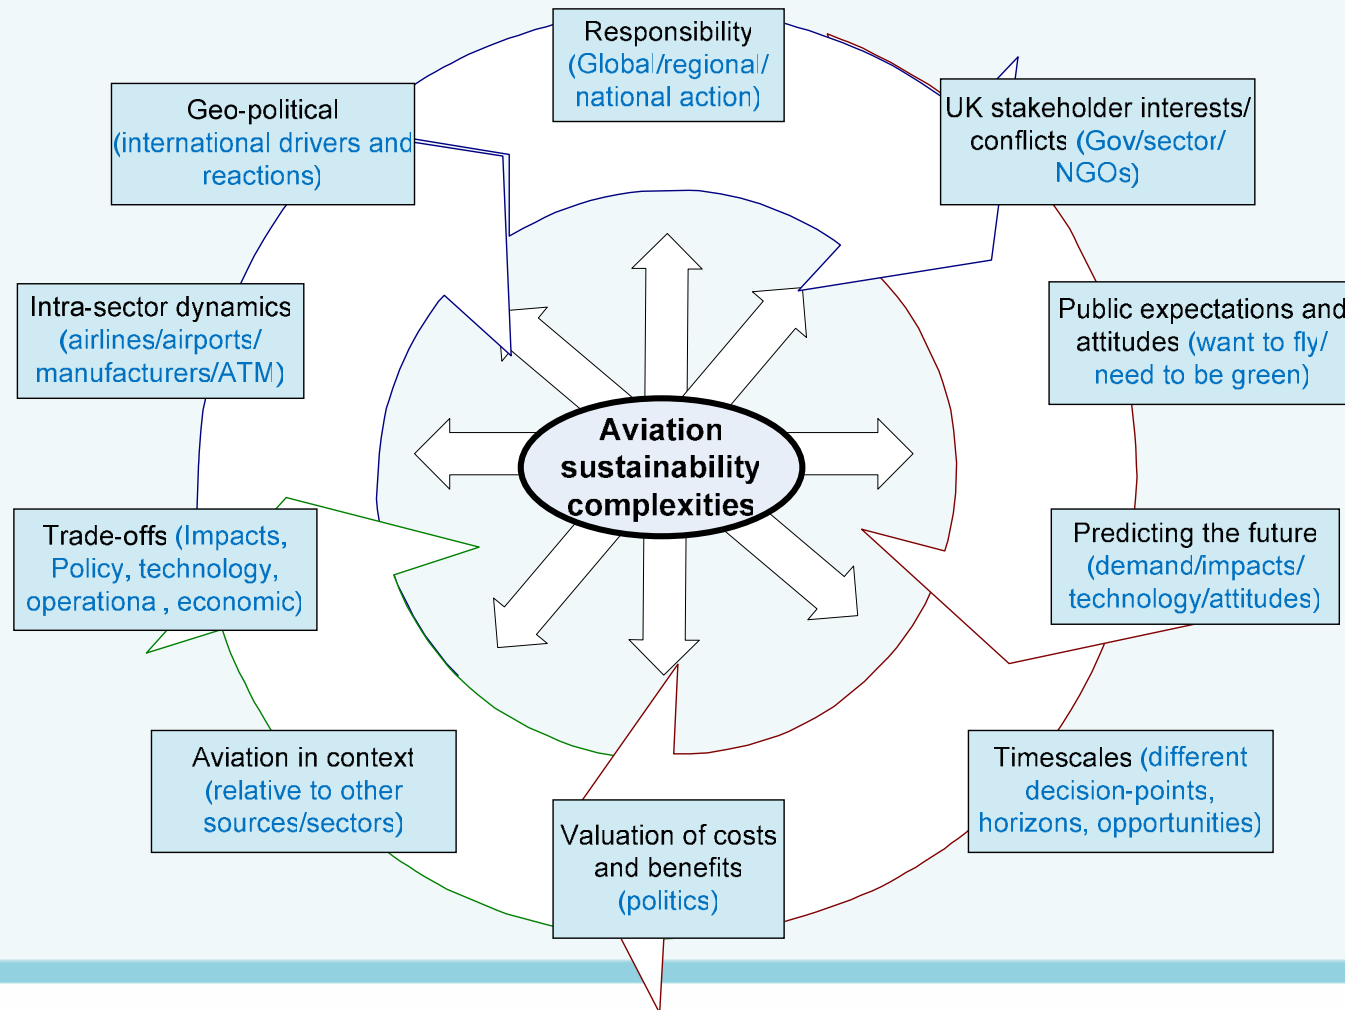 Responsibility
(Global/regional/
national action)
Geo-political
(international drivers and
reactions)
UK stakeholder interests/
conflicts (Gov/sector/
NGOs)
Intra-sector dynamics
(airlines/airports/
manufacturers/ATM)
Public expectations and
attitudes (want to fly/
need to be green)
Aviation
sustainability
complexities
Trade-offs (Impacts,
Policy, technology,
operationa , economic)
Predicting the future
(demand/impacts/
technology/attitudes)
Aviation in context
(relative to other
sources/sectors)
Timescales (different
decision-points,
horizons, opportunities)
Valuation of costs
and benefits
(politics)